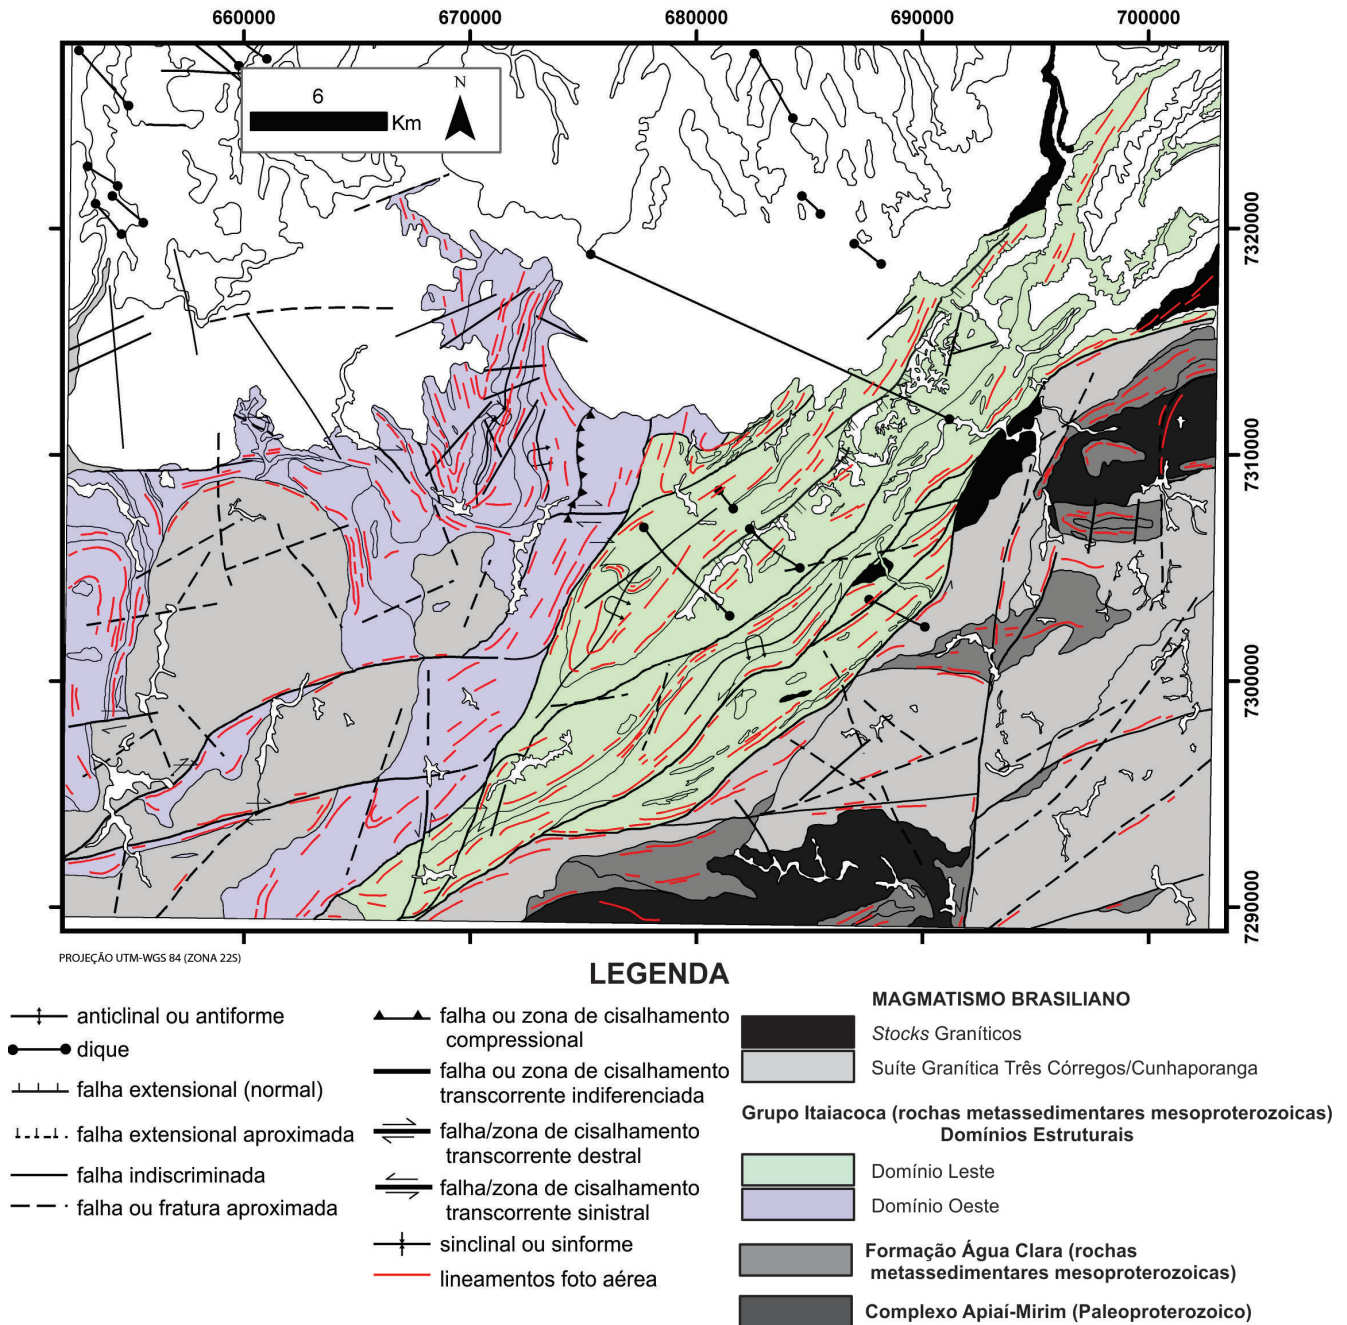 660000 670000 680000 690000 700000
N
6
Km
7320000
7310000
7300000
7290000
PROJEÇÃO UTM-WGS 84 (ZONA 22S)
LEGENDA
anticlinal ou antiforme
dique
falha extensional (normal)
falha extensional aproximada
falha indiscriminada
falha ou fratura aproximada
falha ou zona de cisalhamento
compressional
falha ou zona de cisalhamento
transcorrente indiferenciada
falha/zona de cisalhamento
transcorrente destral
falha/zona de cisalhamento
transcorrente sinistral
sinclinal ou sinforme
lineamentos foto aérea
MAGMATISMO BRASILIANO
Stocks Graníticos
Suíte Granítica Três Córregos/Cunhaporanga
Grupo Itaiacoca (rochas metassedimentares mesoproterozoicas)
Domínios Estruturais
Domínio Leste
Domínio Oeste
Formação Água Clara (rochas
metassedimentares mesoproterozoicas)
Complexo Apiaí-Mirim (Paleoproterozoico)